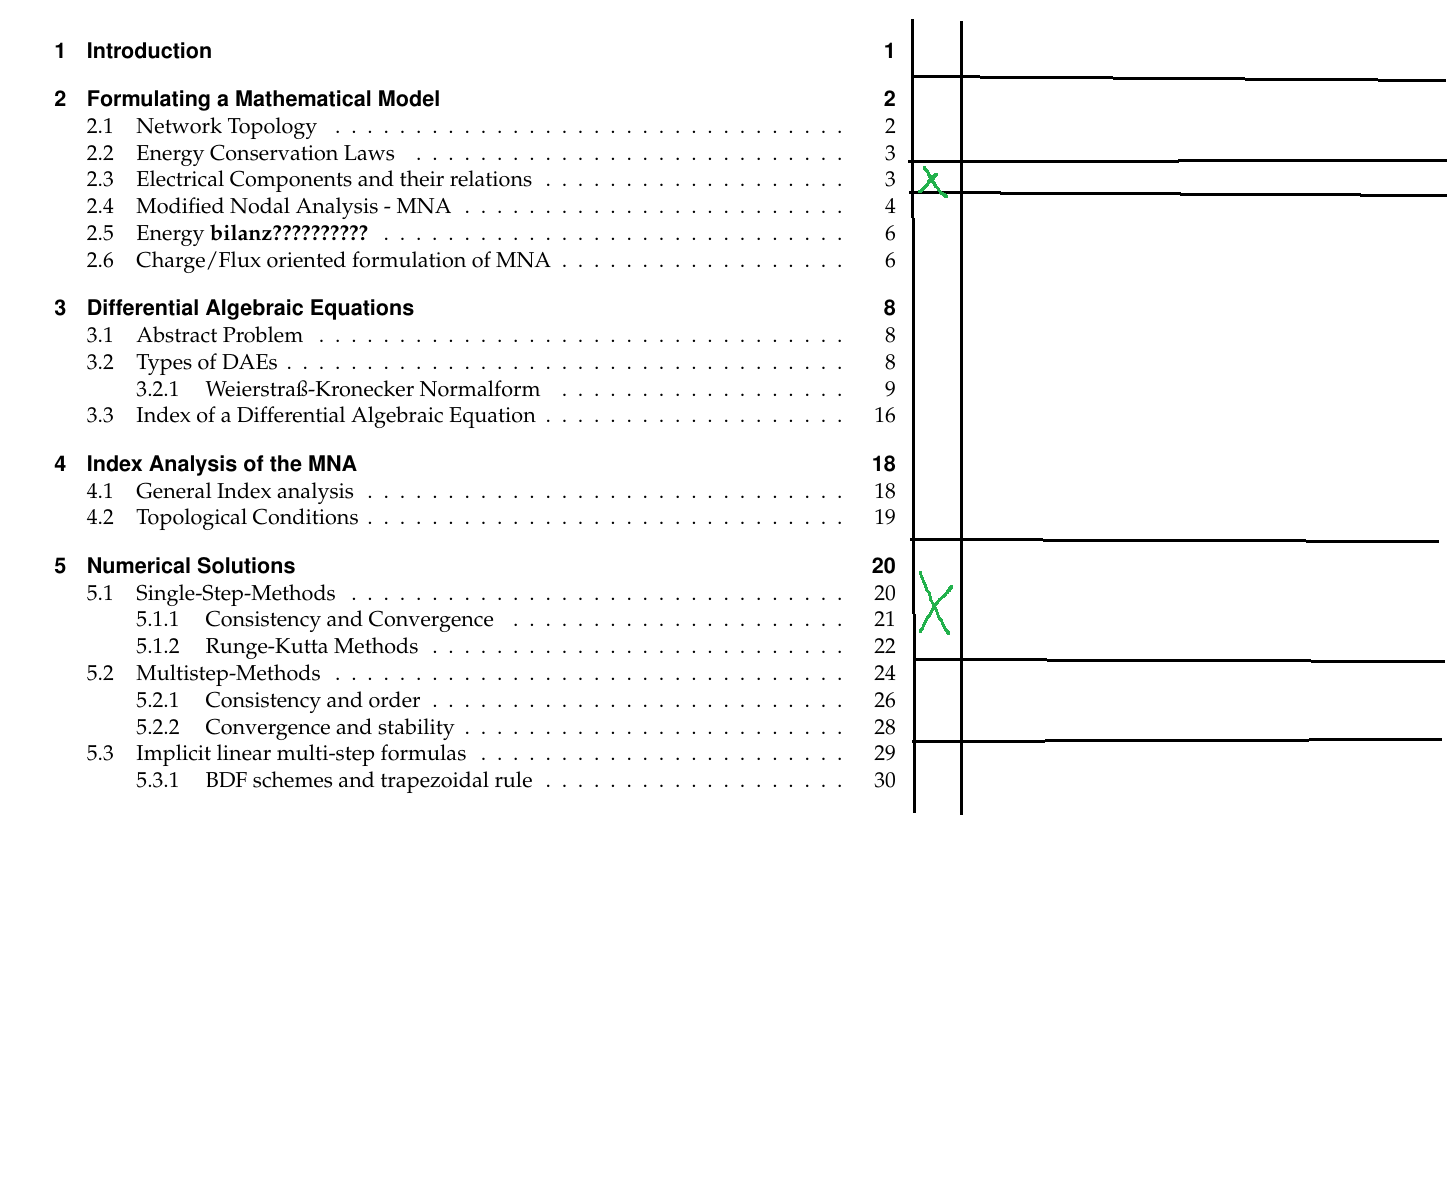 1 Introduction 1
2 Formulating a Mathematical Model 2
2.1 Network Topology . . . . . . . . . . . . . . . . . . . . . . . . . . . . . . . . 2
2.2 Energy Conservation Laws . . . . . . . . . . . . . . . . . . . . . . . . . . . 3
2.3 Electrical Components and their relations . . . . . . . . . . . . . . . . . . . 3
2.4 Modified Nodal Analysis - MNA . . . . . . . . . . . . . . . . . . . . . . . . 4
2.5 Energy bilanz?????????? . . . . . . . . . . . . . . . . . . . . . . . . . . . . . 6
2.6 Charge/Flux oriented formulation of MNA . . . . . . . . . . . . . . . . . . 6
3 Differential Algebraic Equations 8
3.1 Abstract Problem . . . . . . . . . . . . . . . . . . . . . . . . . . . . . . . . . 8
3.2 Types of DAEs . . . . . . . . . . . . . . . . . . . . . . . . . . . . . . . . . . . 8
3.2.1 Weierstraß-Kronecker Normalform . . . . . . . . . . . . . . . . . . 9
3.3 Index of a Differential Algebraic Equation . . . . . . . . . . . . . . . . . . . 16
4 Index Analysis of the MNA 18
4.1 General Index analysis . . . . . . . . . . . . . . . . . . . . . . . . . . . . . . 18
4.2 Topological Conditions . . . . . . . . . . . . . . . . . . . . . . . . . . . . . . 19
5 Numerical Solutions 20
5.1 Single-Step-Methods . . . . . . . . . . . . . . . . . . . . . . . . . . . . . . . 20
5.1.1 Consistency and Convergence . . . . . . . . . . . . . . . . . . . . . 21
5.1.2 Runge-Kutta Methods . . . . . . . . . . . . . . . . . . . . . . . . . . 22
5.2 Multistep-Methods . . . . . . . . . . . . . . . . . . . . . . . . . . . . . . . . 24
5.2.1 Consistency and order . . . . . . . . . . . . . . . . . . . . . . . . . . 26
5.2.2 Convergence and stability . . . . . . . . . . . . . . . . . . . . . . . . 28
5.3 Implicit linear multi-step formulas . . . . . . . . . . . . . . . . . . . . . . . 29
5.3.1 BDF schemes and trapezoidal rule . . . . . . . . . . . . . . . . . . . 30